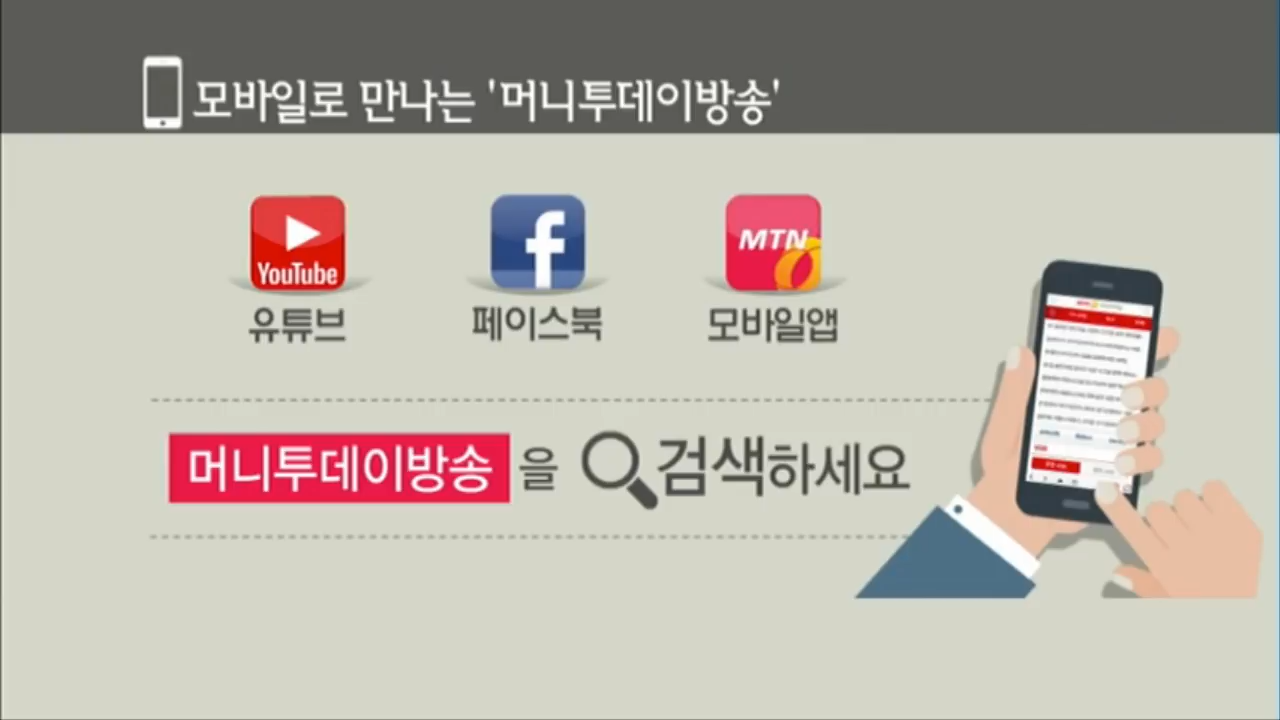 모바일로 만나는 '머니투데이방송'
YouTube
MTN
유튜브 페이스북 모바일앱
머니투데이방송 을 검색하세요